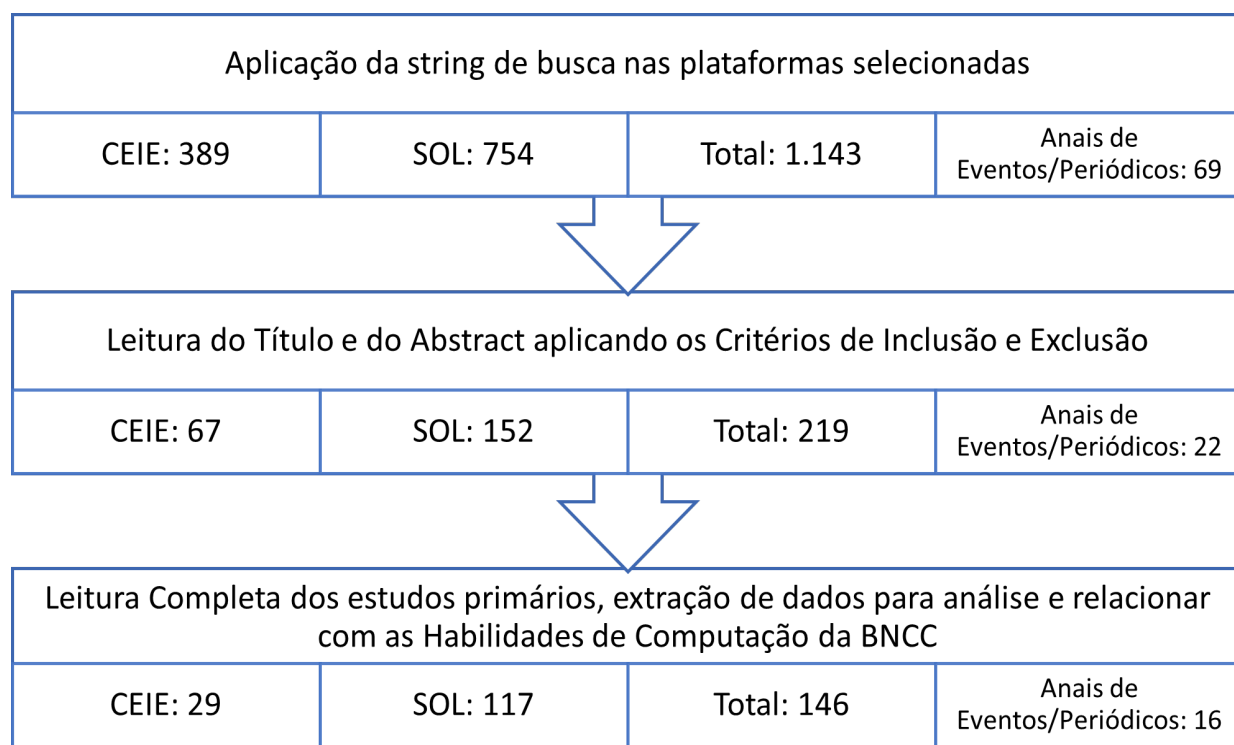 Aplicação da string de busca nas plataformas selecionadas
CEIE: 389
SOL: 754
Total: 1.143
Anais de
Eventos/Periódicos: 69
Leitura do Título e do Abstract aplicando os Critérios de Inclusão e Exclusão
CEIE: 67
SOL: 152
Total: 219
Anais de
Eventos/Periódicos: 22
Leitura Completa dos estudos primários, extração de dados para análise e relacionar
com as Habilidades de Computação da BNCC
CEIE: 29
SOL: 117
Total: 146
Anais de
Eventos/Periódicos: 16